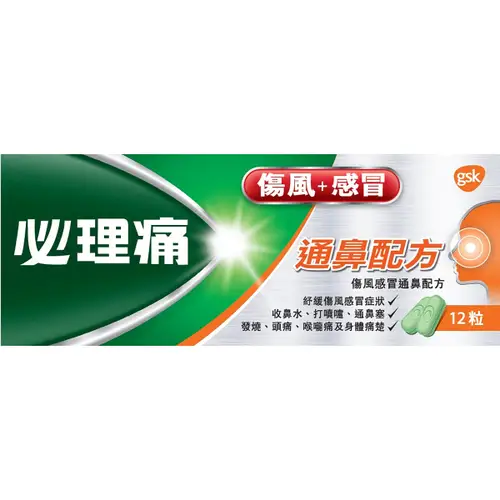 傷風+感冒
gsk
必理痛
通鼻配方
傷風感冒通鼻配方
紓緩傷風感冒症狀✓
收鼻水、打噴嚏、通鼻塞✓
發燒、頭痛、喉嚨痛及身體痛楚✓
12粒